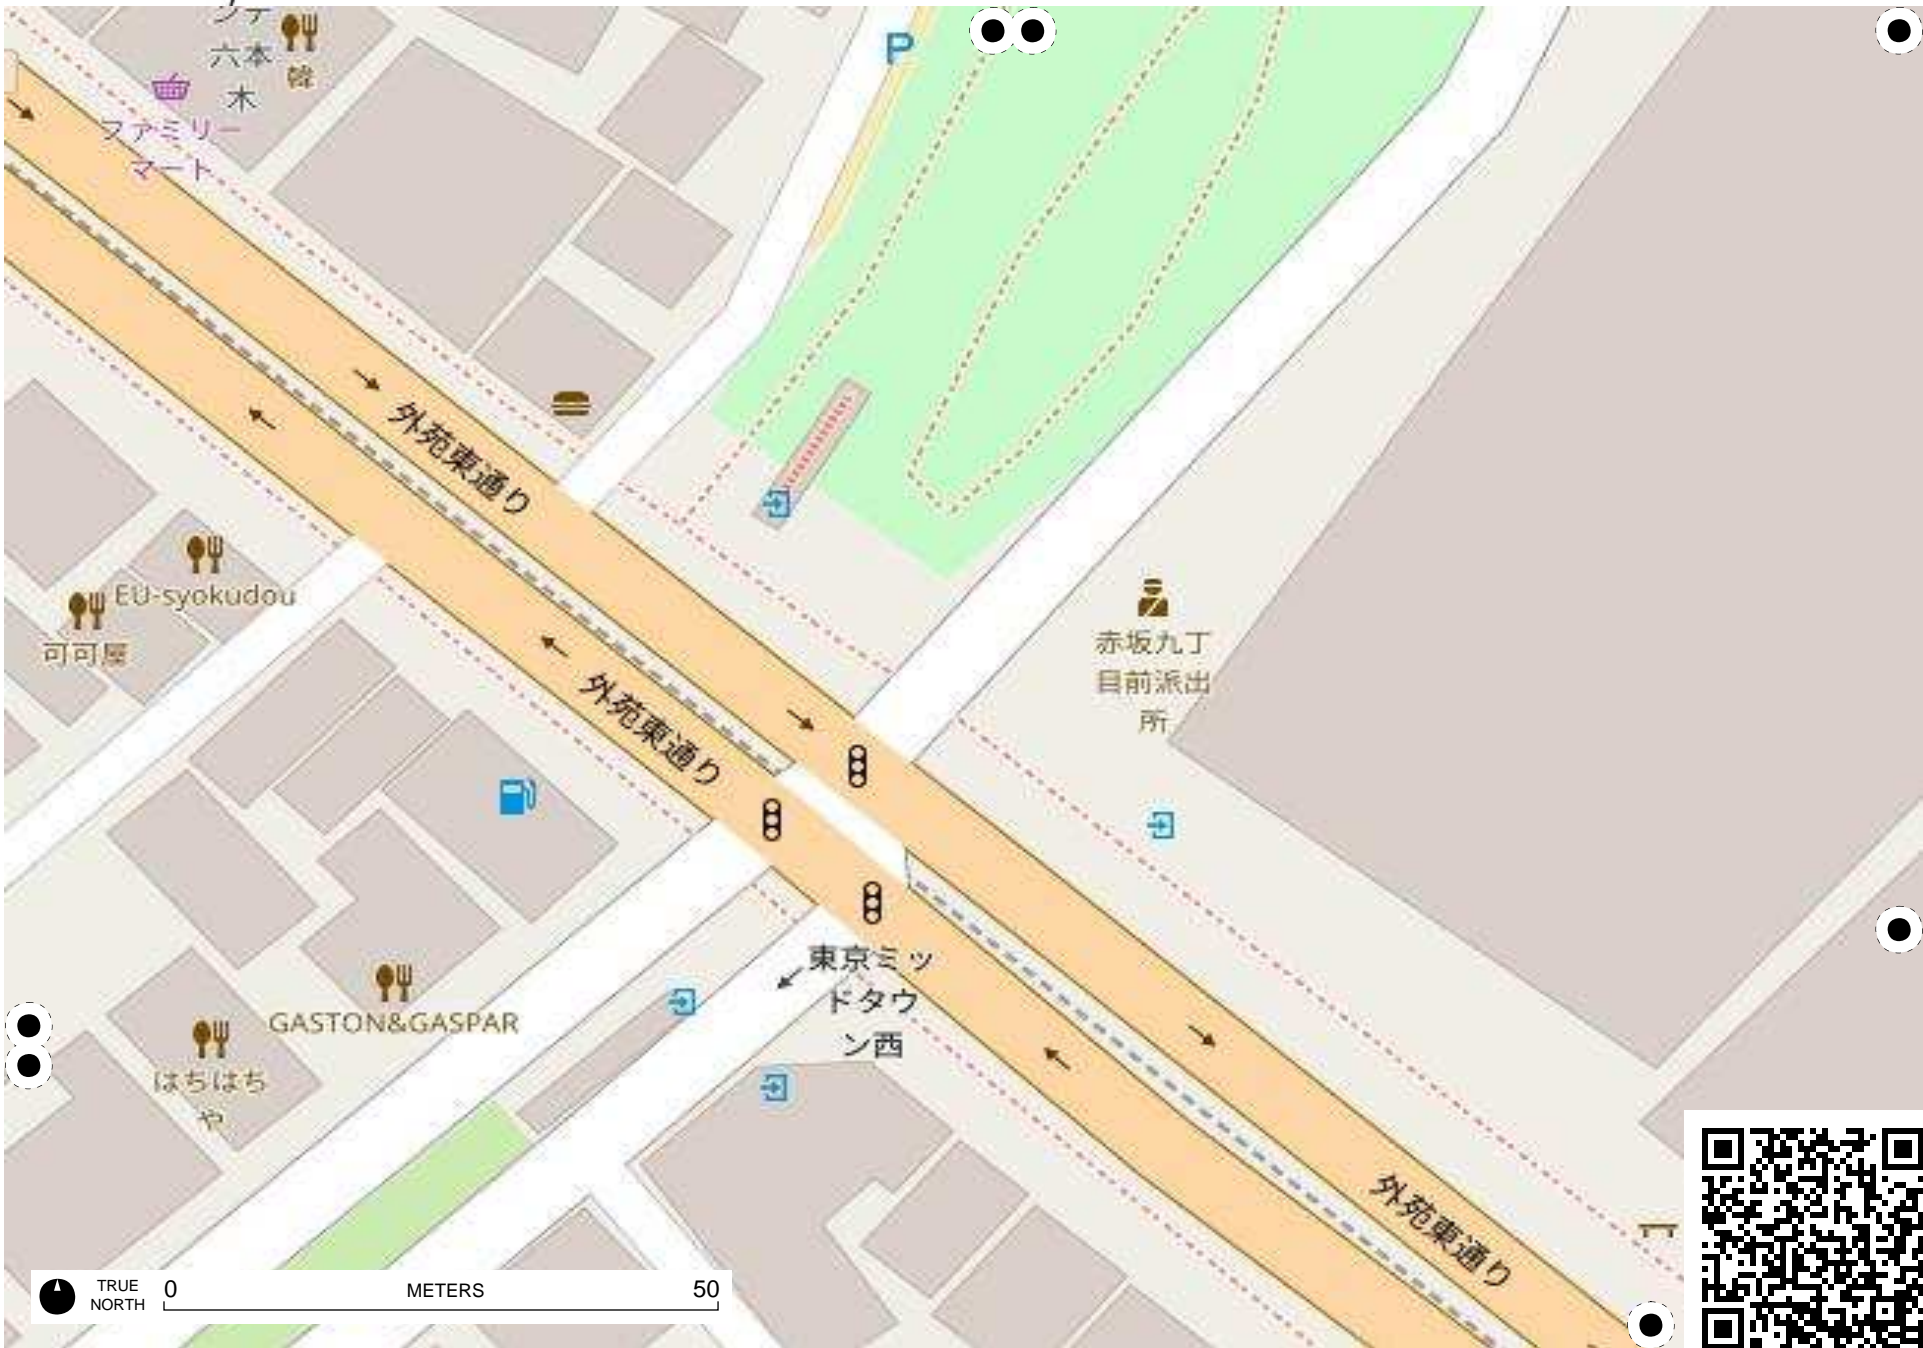 六本
木
韓
ファミリー
マート
外苑東通り
EU-syokudou
可可屋
外苑東通り
赤坂九丁
目前派出
所
東京ミッ
ドタウ
ン西
GASTON&GASPAR
はちはち
や
外苑東通り
TRUE
NORTH
0
METERS
50